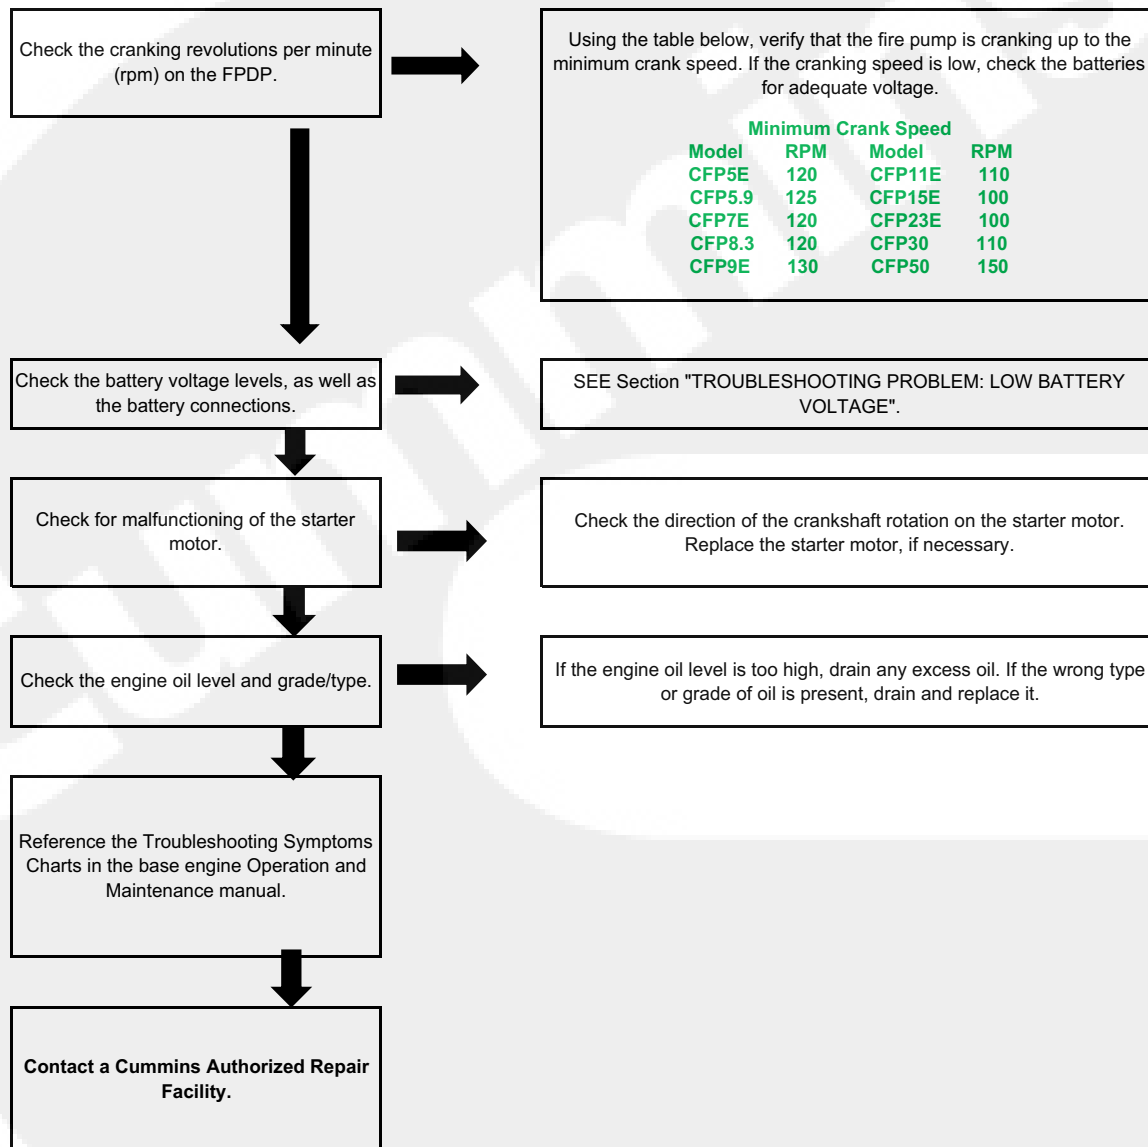 Check the cranking revolutions per minute
(rpm) on the FPDP.
Using the table below, verify that the fire pump is cranking up to the
minimum crank speed. If the cranking speed is low, check the batteries
for adequate voltage.
Minimum Crank Speed
Model RPM Model RPM
CFP5E 120 CFP11E 110
CFP5.9 125 CFP15E 100
CFP7E 120 CFP23E 100
CFP8.3 120 CFP30 110
CFP9E 130 CFP50 150
Check the battery voltage levels, as well as
the battery connections.
SEE Section "TROUBLESHOOTING PROBLEM: LOW BATTERY
VOLTAGE".
Check for malfunctioning of the starter
motor.
Check the direction of the crankshaft rotation on the starter motor.
Replace the starter motor, if necessary.
Check the engine oil level and grade/type.
If the engine oil level is too high, drain any excess oil. If the wrong type
or grade of oil is present, drain and replace it.
Reference the Troubleshooting Symptoms
Charts in the base engine Operation and
Maintenance manual.
Contact a Cummins Authorized Repair
Facility.